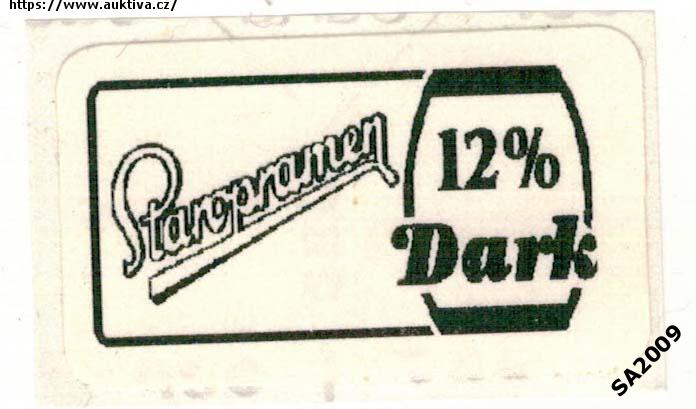 https://www.auktiva.cz/
Staropramen
12%
Dark
SA2009